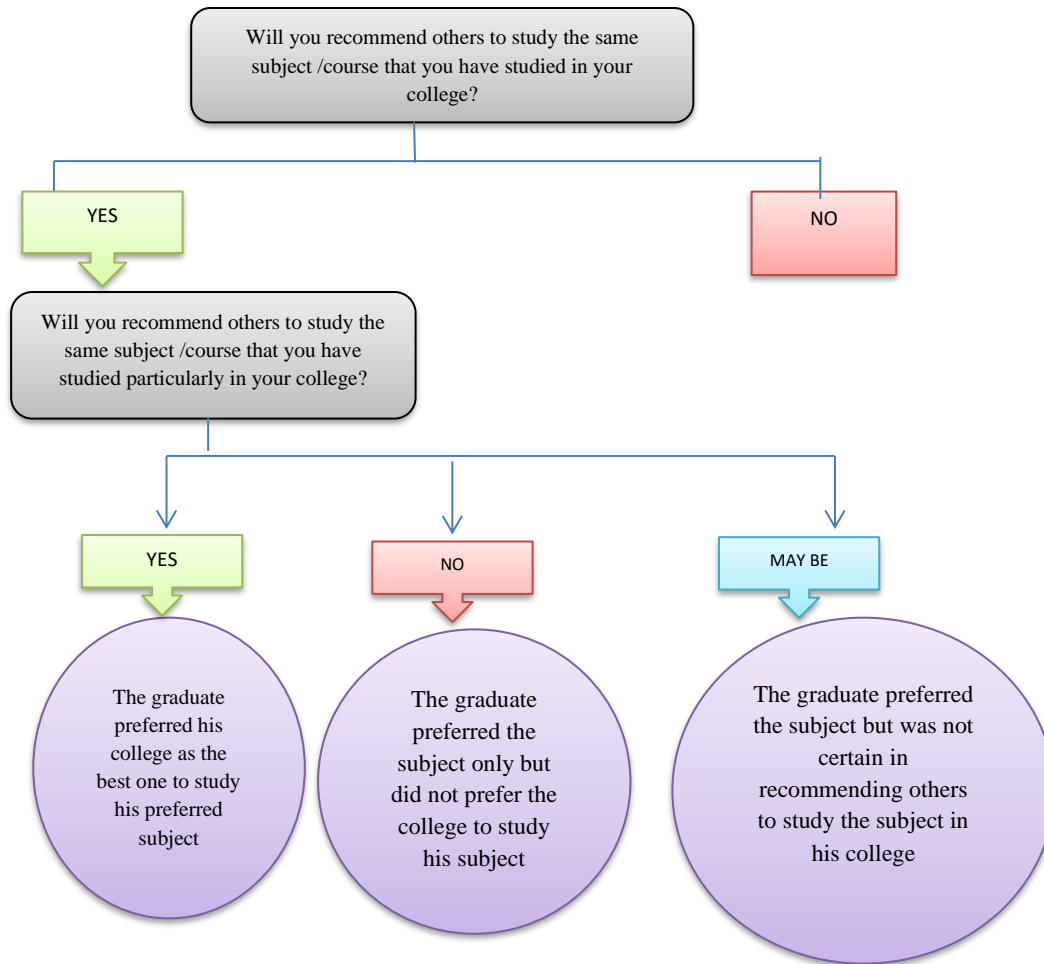 Will you recommend others to study the same
subject /course that you have studied in your
college?
YES
NO
Will you recommend others to study the
same subject /course that you have
studied particularly in your college?
YES
NO
MAY BE
The graduate
preferred his
college as the
best one to study
his preferred
subject
The graduate
preferred the
subject only but
did not prefer the
college to study
his subject
The graduate preferred
the subject but was not
certain in
recommending others
to study the subject in
his college